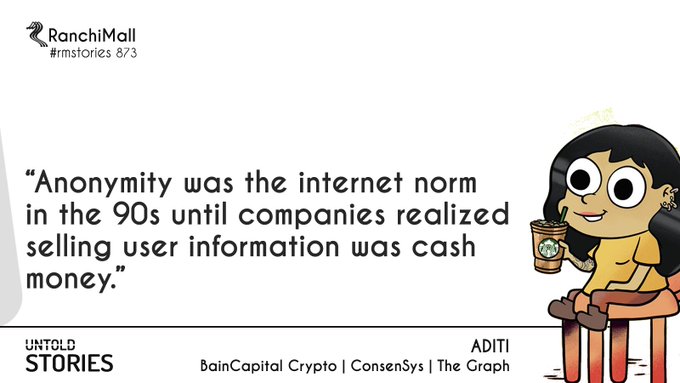 RanchiMall
#rmstories 873
“Anonymity was the internet norm
in the 90s until companies realized
selling user information was cash
money.”
UNTOLD
STORIES
ADITI
BainCapital Crypto | ConsenSys | The Graph